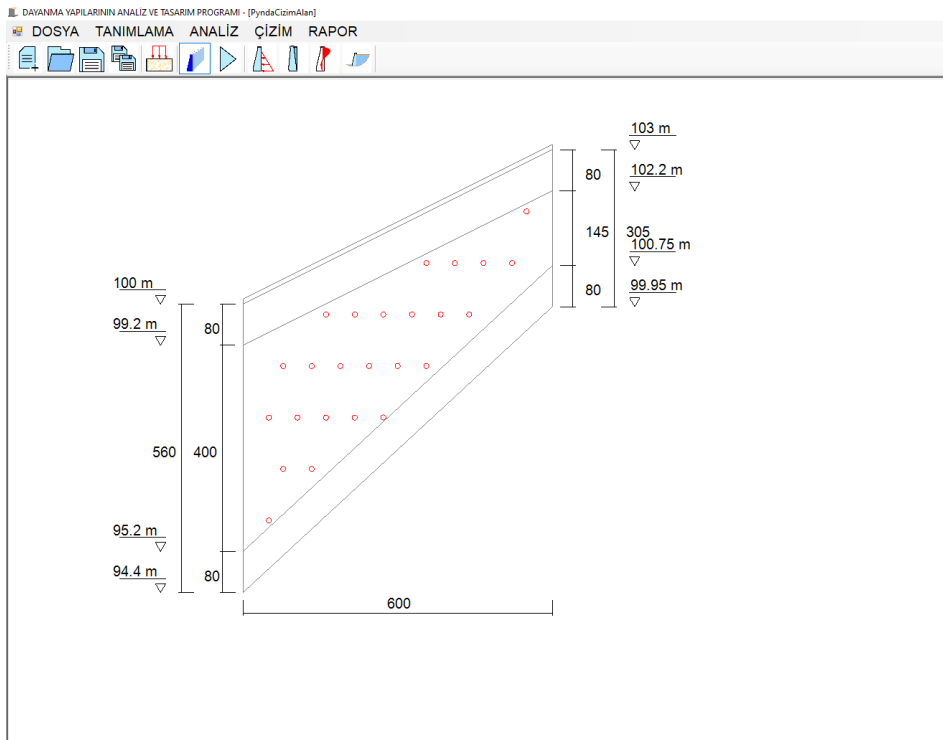 DAYANMA YAPILARININ ANALİZ VE TASARIM PROGRAMI - [PyndaCizimAlan]
DOSYA TANIMLAMA ANALİZ ÇİZİM RAPOR
103 m
80
102.2 m
145
305
100.75 m
80
99.95 m
100 m
99.2 m
80
560
400
95.2 m
94.4 m
80
600